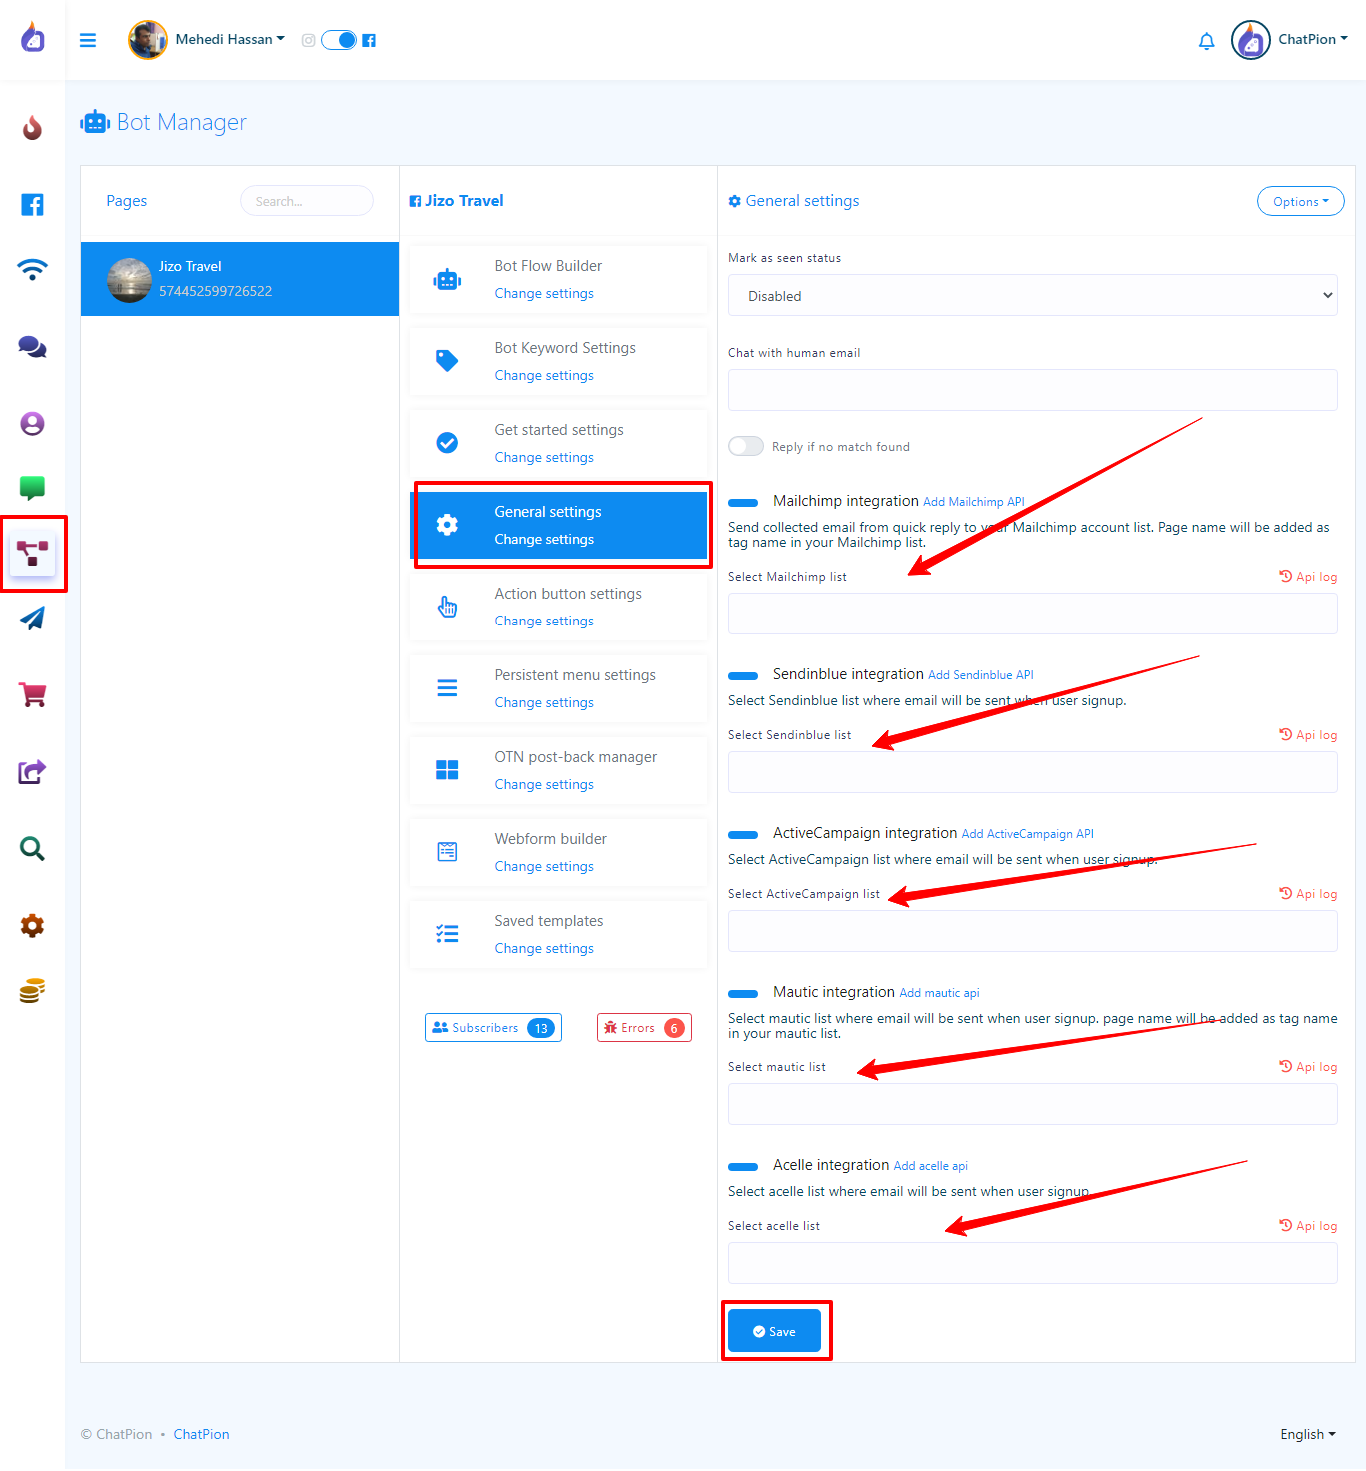 Mehedi Hassan
ChatPion
Bot Manager
Pages
Search...
Jizo Travel
574452599726522
Jizo Travel
Bot Flow Builder
Change settings
Bot Keyword Settings
Change settings
Get started settings
Change settings
General settings
Change settings
Action button settings
Change settings
Persistent menu settings
Change settings
OTN post-back manager
Change settings
Webform builder
Change settings
Saved templates
Change settings
Subscribers 13
Errors 6
General settings
Options
Mark as seen status
Disabled
Chat with human email
Reply if no match found
Mailchimp integration Add Mailchimp API
Send collected email from quick reply to your Mailchimp account list. Page name will be added as
tag name in your Mailchimp list.
Select Mailchimp list
Api log
Sendinblue integration Add Sendinblue API
Select Sendinblue list where email will be sent when user signup.
Select Sendinblue list
Api log
ActiveCampaign integration Add ActiveCampaign API
Select ActiveCampaign list where email will be sent when user signup.
Select ActiveCampaign list
Api log
Mautic integration Add mautic api
Select mautic list where email will be sent when user signup. page name will be added as tag name
in your mautic list.
Select mautic list
Api log
Acelle integration Add acelle api
Select acelle list where email will be sent when user signup
Select acelle list
Api log
Save
© ChatPion • ChatPion
English